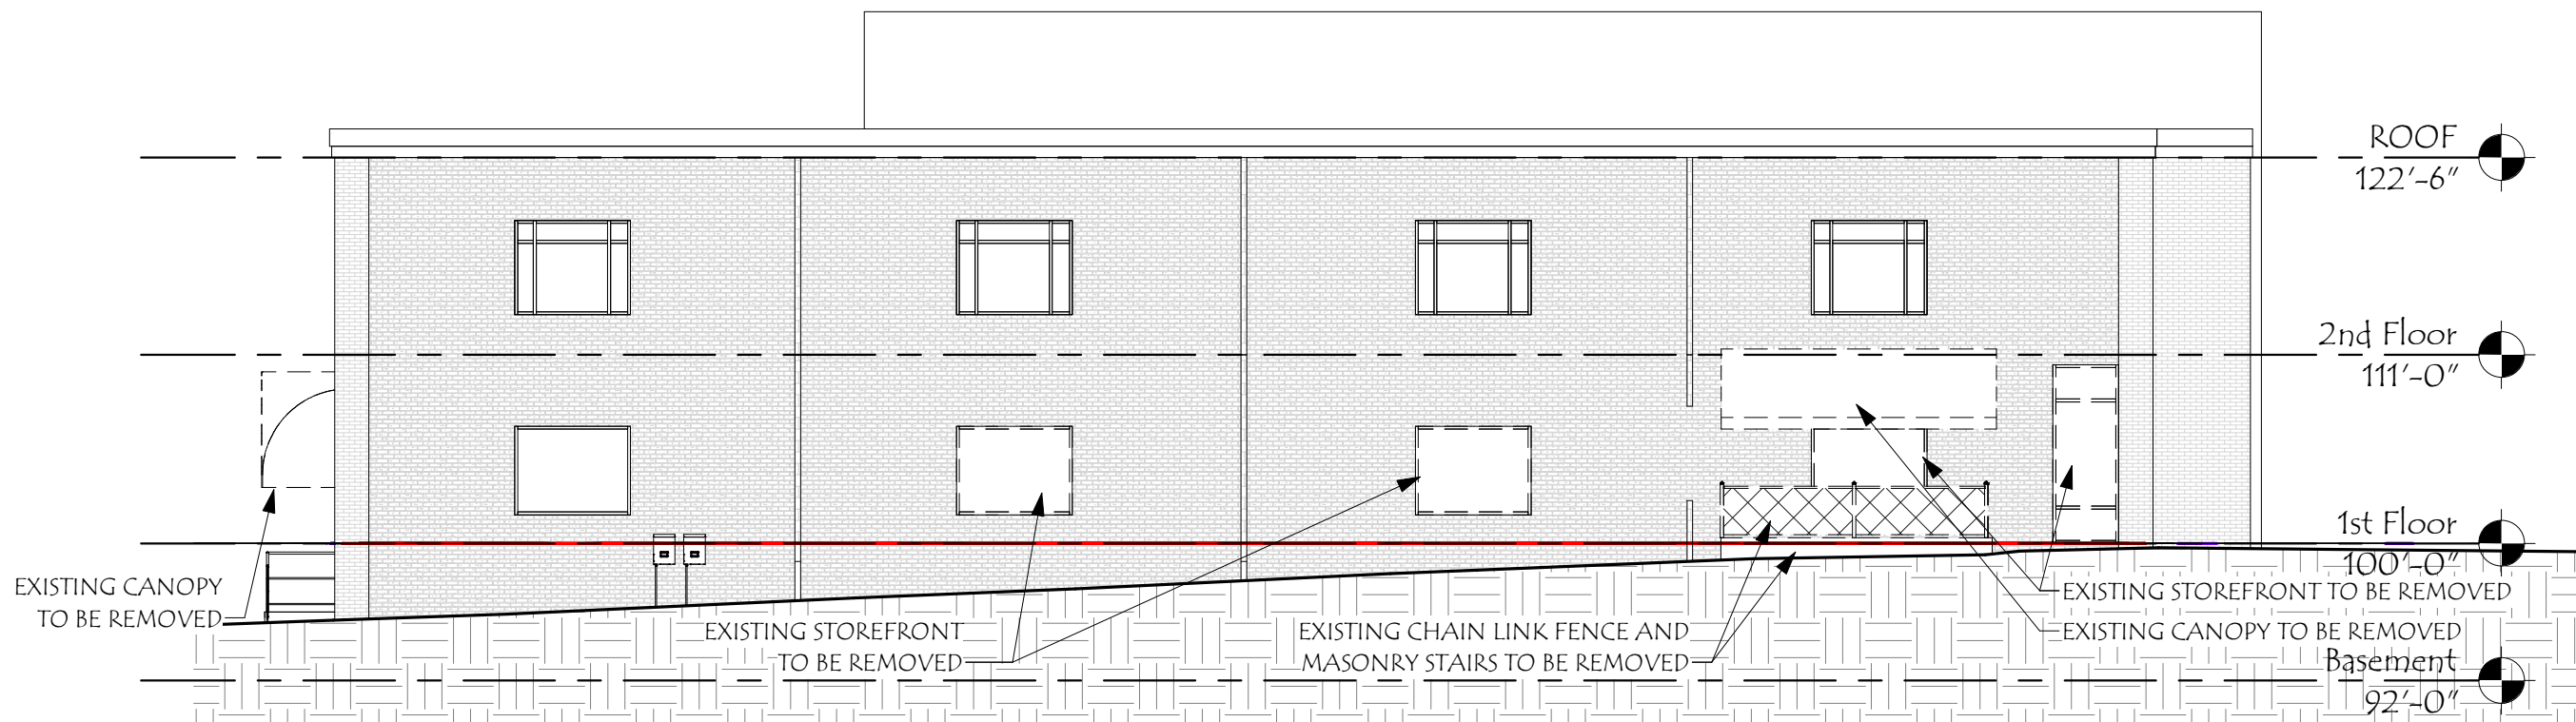 ROOF
122'-6"
2nd Floor
111'-0"
1st Floor
100'-0"
EXISTING CANOPY
TO BE REMOVED
EXISTING STOREFRONT
TO BE REMOVED
EXISTING CHAIN LINK FENCE AND
MASONRY STAIRS TO BE REMOVED
EXISTING STOREFRONT TO BE REMOVED
EXISTING CANOPY TO BE REMOVED
Basement
92'-0"